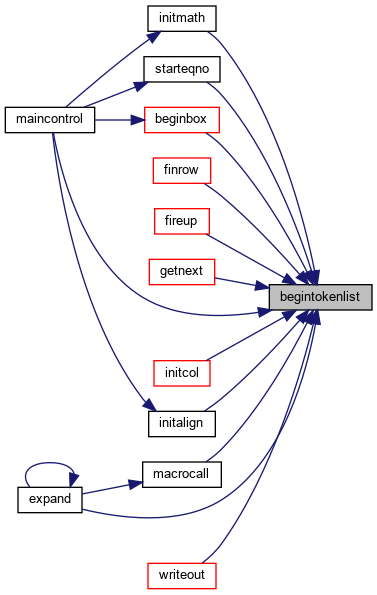 initmath
starteqno
maincontrol
beginbox
finrow
fireup
getnext
begintokenlist
initcol
initalign
macrocall
expand
writeout